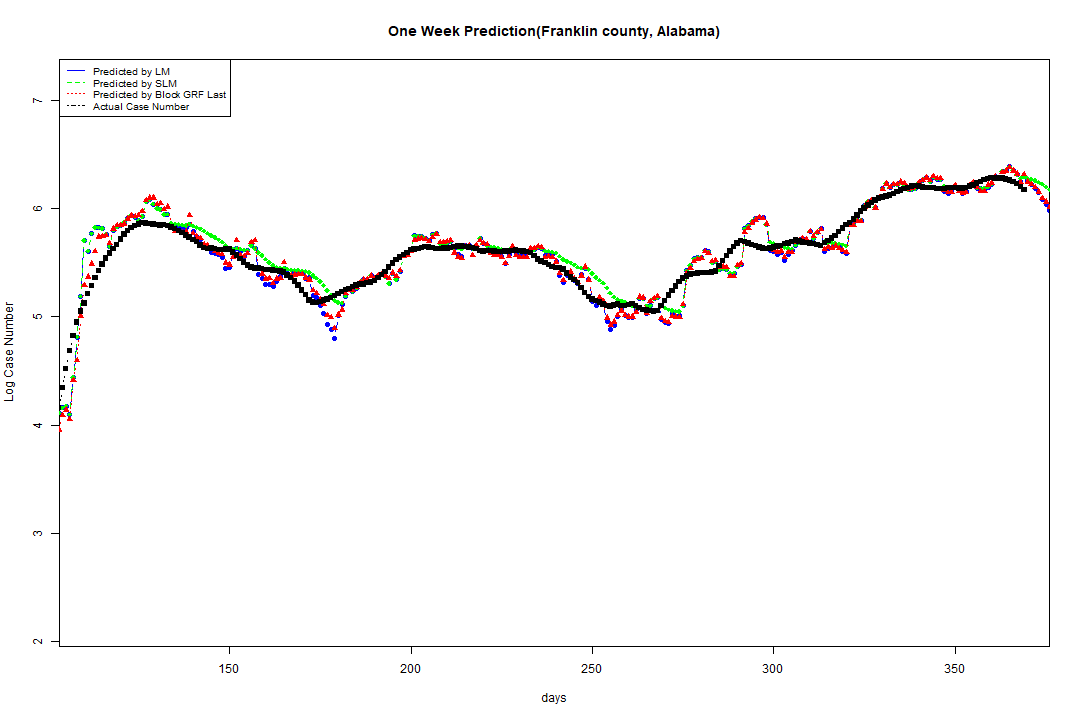 One Week Prediction(Franklin county, Alabama)
Predicted by LM
Predicted by SLM
Predicted by Block GRF Last
Actual Case Number
7
6
5
4
3
2
Log Case Number
150 200 250 300 350
days